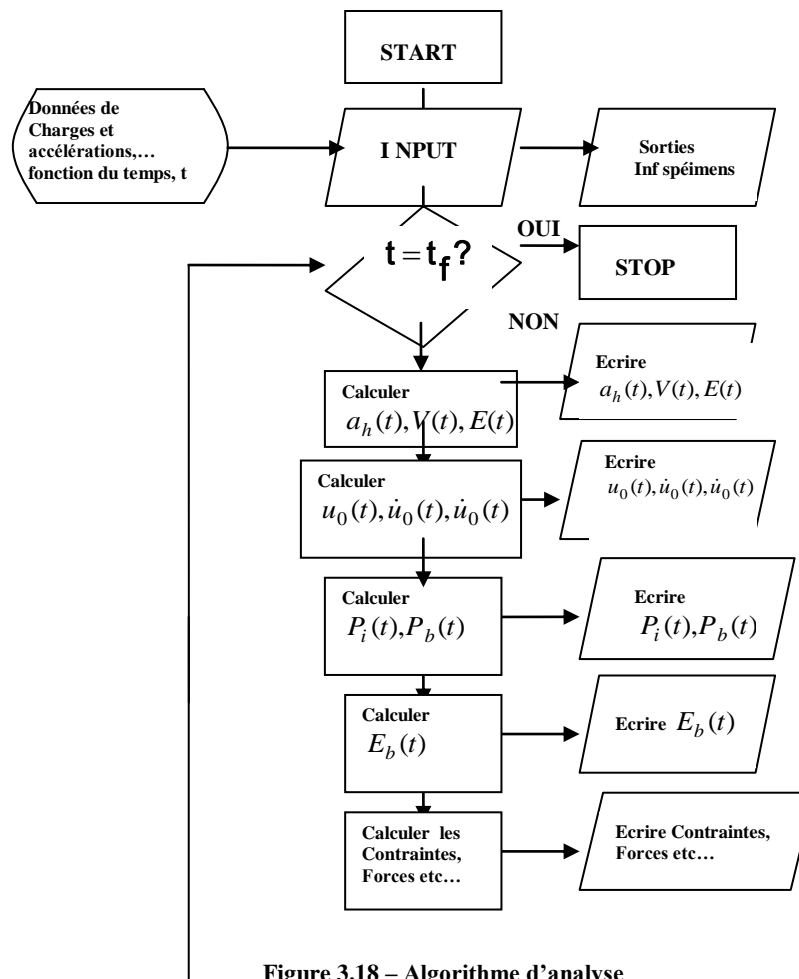 START
Données de
Charges et
accélérations,...
fonction du temps, t
I NPUT
Sorties
Inf spéimens
t = t_f ?
OUI
STOP
NON
Calculer
a_h(t),V(t),E(t)
Ecrire
a_h(t),V(t),E(t)
Calculer
u_0(t),u̇_0(t),u̇_0(t)
Ecrire
u_0(t),u̇_0(t),u̇_0(t)
Calculer
P_i(t),P_b(t)
Ecrire
P_i(t),P_b(t)
Calculer
E_b(t)
Ecrire E_b(t)
Calculer les
Contraintes,
Forces etc...
Ecrire Contraintes,
Forces etc...
Figure 3.18 – Algorithme d'analyse